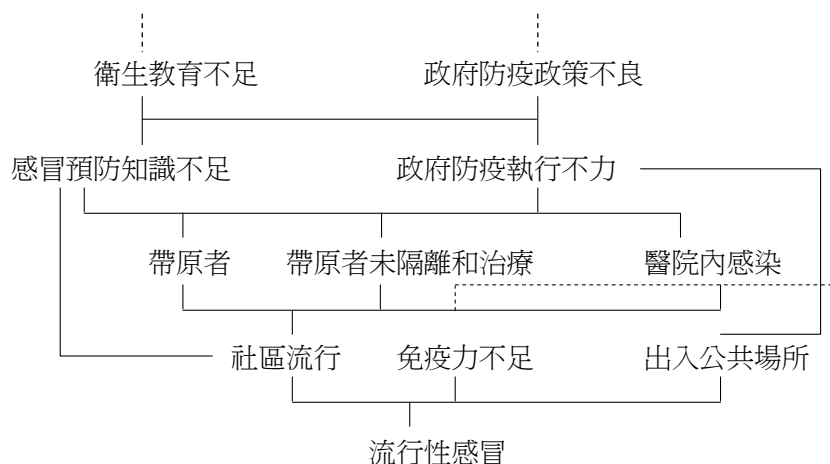 衛生教育不足 政府防疫政策不良
感冒預防知識不足 政府防疫執行不力
帶原者 帶原者未隔離和治療 醫院內感染
社區流行 免疫力不足 出入公共場所
流行性感冒